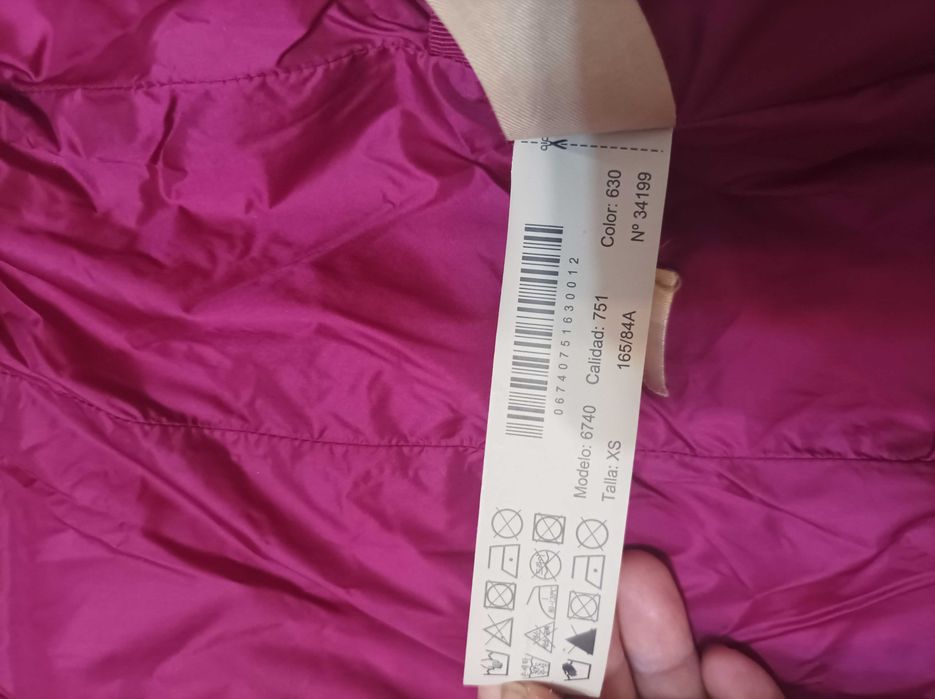 0674075163001 2
Modelo: 6740 Calidad: 751 Color: 630
Talla: XS 165/84A Nº 34199